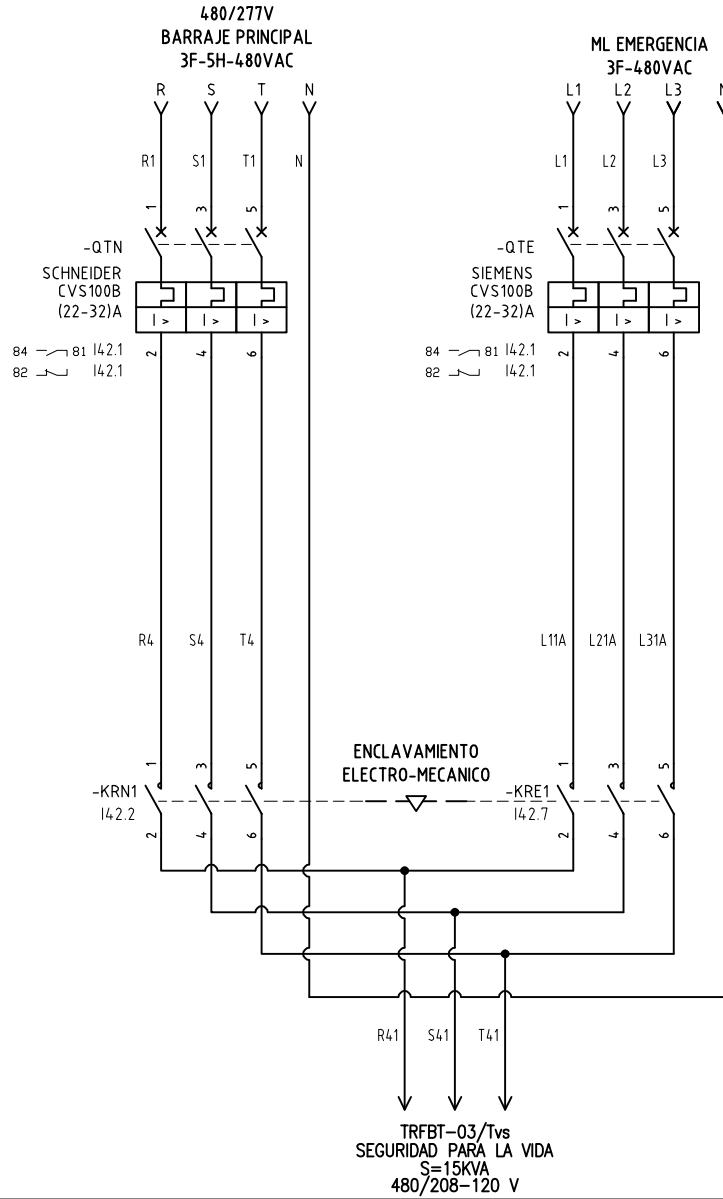 480/277V
BARRAJE PRINCIPAL
3F-5H-480VAC
ML EMERGENCIA
3F-480VAC
R S T N
L1 L2 L3
R1 S1 T1 N
L1 L2 L3
1 3 5
1 3 5
-QTN
SCHNEIDER
CVS100B
(22-32)A
I > I > I >
-QTE
SIEMENS
CVS100B
(22-32)A
I > I > I >
84 81 I42.1
82 I42.1
2 4 6
84 81 I42.1
82 I42.1
2 4 6
R4 S4 T4
L11A L21A L31A
ENCLAVAMIENTO
ELECTRO-MECANICO
1 3 5
-KRN1
I42.2
2 4 6
1 3 5
-KRE1
I42.7
2 4 6
R41 S41 T41
TRFBT-03/Tvs
SEGURIDAD PARA LA VIDA
S=15KVA
480/208-120 V